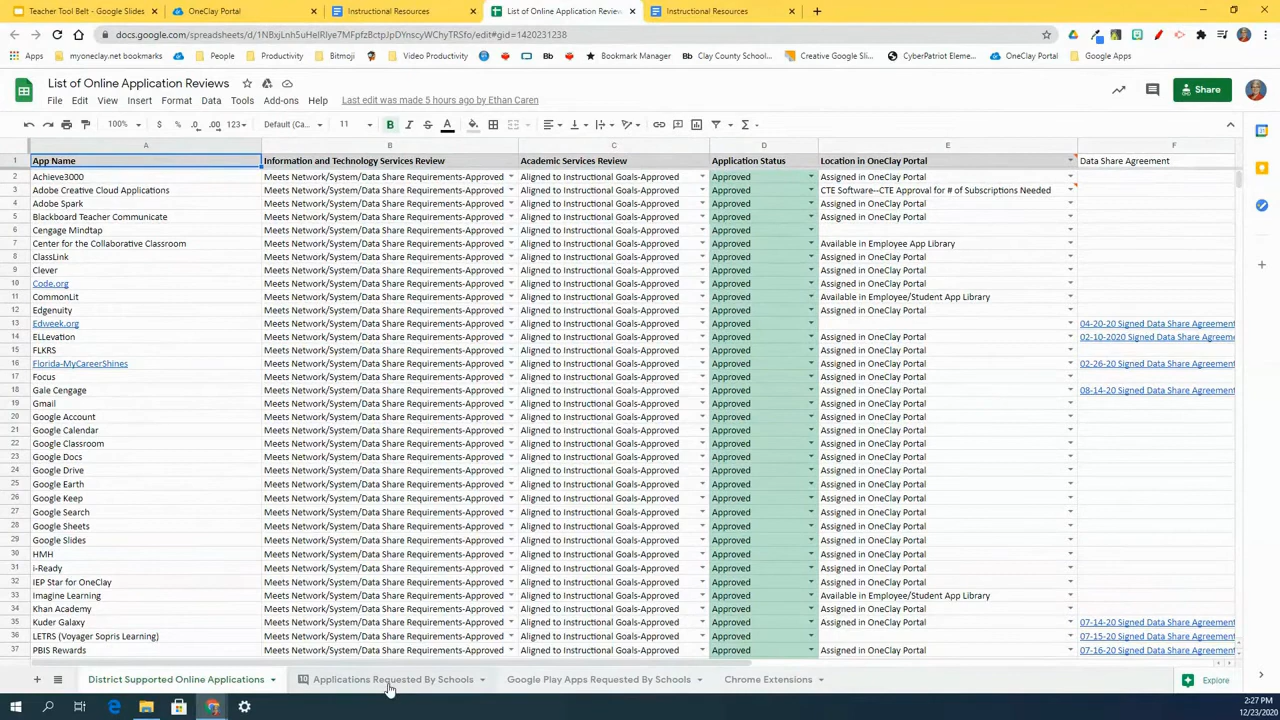 Teacher Tool Belt - Google Slides
OneClay Portal
Instructional Resources
List of Online Application Review
Instructional Resources
docs.google.com/spreadsheets/d/
/edit#gid=1420231238
Apps myoneclay.net bookmarks People Productivity Bitmoji Video Productivity Bookmark Manager Clay County School... Creative Google Sli... CyberPatriot Eleme... OneClay Portal Google Apps
List of Online Application Reviews
File Edit View Insert Format Data Tools Add-ons Help Last edit was made 5 hours ago by Ethan Caren
Share
100% $ % .0 .00 123 Default (Ca... 11 B I S A
A B C D E F
1 App Name Information and Technology Services Review Academic Services Review Application Status Location in OneClay Portal Data Share Agreement
2 Achieve3000 Meets Network/System/Data Share Requirements-Approved Aligned to Instructional Goals-Approved Approved Assigned in OneClay Portal
3 Adobe Creative Cloud Applications Meets Network/System/Data Share Requirements-Approved Aligned to Instructional Goals-Approved Approved CTE Software--CTE Approval for # of Subscriptions Needed
4 Adobe Spark Meets Network/System/Data Share Requirements-Approved Aligned to Instructional Goals-Approved Approved Assigned in OneClay Portal
5 Blackboard Teacher Communicate Meets Network/System/Data Share Requirements-Approved Aligned to Instructional Goals-Approved Approved Assigned in OneClay Portal
6 Cengage Mindtap Meets Network/System/Data Share Requirements-Approved Aligned to Instructional Goals-Approved Approved
7 Center for the Collaborative Classroom Meets Network/System/Data Share Requirements-Approved Aligned to Instructional Goals-Approved Approved Available in Employee App Library
8 ClassLink Meets Network/System/Data Share Requirements-Approved Aligned to Instructional Goals-Approved Approved Assigned in OneClay Portal
9 Clever Meets Network/System/Data Share Requirements-Approved Aligned to Instructional Goals-Approved Approved Assigned in OneClay Portal
10 Code.org Meets Network/System/Data Share Requirements-Approved Aligned to Instructional Goals-Approved Approved Assigned in OneClay Portal
11 CommonLit Meets Network/System/Data Share Requirements-Approved Aligned to Instructional Goals-Approved Approved Available in Employee/Student App Library
12 Edgenuity Meets Network/System/Data Share Requirements-Approved Aligned to Instructional Goals-Approved Approved Assigned in OneClay Portal
13 Edweek.org Meets Network/System/Data Share Requirements-Approved Aligned to Instructional Goals-Approved Approved 04-20-20 Signed Data Share Agreement
14 ELLevation Meets Network/System/Data Share Requirements-Approved Aligned to Instructional Goals-Approved Approved Assigned in OneClay Portal 02-10-2020 Signed Data Share Agreeme
15 FLKRS Meets Network/System/Data Share Requirements-Approved Aligned to Instructional Goals-Approved Approved Assigned in OneClay Portal
16 Florida-MyCareerShines Meets Network/System/Data Share Requirements-Approved Aligned to Instructional Goals-Approved Approved Assigned in OneClay Portal 02-26-20 Signed Data Share Agreement
17 Focus Meets Network/System/Data Share Requirements-Approved Aligned to Instructional Goals-Approved Approved Assigned in OneClay Portal
18 Gale Cengage Meets Network/System/Data Share Requirements-Approved Aligned to Instructional Goals-Approved Approved Assigned in OneClay Portal 08-14-20 Signed Data Share Agreement
19 Gmail Meets Network/System/Data Share Requirements-Approved Aligned to Instructional Goals-Approved Approved Assigned in OneClay Portal
20 Google Account Meets Network/System/Data Share Requirements-Approved Aligned to Instructional Goals-Approved Approved Assigned in OneClay Portal
21 Google Calendar Meets Network/System/Data Share Requirements-Approved Aligned to Instructional Goals-Approved Approved Assigned in OneClay Portal
22 Google Classroom Meets Network/System/Data Share Requirements-Approved Aligned to Instructional Goals-Approved Approved Assigned in OneClay Portal
23 Google Docs Meets Network/System/Data Share Requirements-Approved Aligned to Instructional Goals-Approved Approved Assigned in OneClay Portal
24 Google Drive Meets Network/System/Data Share Requirements-Approved Aligned to Instructional Goals-Approved Approved Assigned in OneClay Portal
25 Google Earth Meets Network/System/Data Share Requirements-Approved Aligned to Instructional Goals-Approved Approved Assigned in OneClay Portal
26 Google Keep Meets Network/System/Data Share Requirements-Approved Aligned to Instructional Goals-Approved Approved Assigned in OneClay Portal
27 Google Search Meets Network/System/Data Share Requirements-Approved Aligned to Instructional Goals-Approved Approved Assigned in OneClay Portal
28 Google Sheets Meets Network/System/Data Share Requirements-Approved Aligned to Instructional Goals-Approved Approved Assigned in OneClay Portal
29 Google Slides Meets Network/System/Data Share Requirements-Approved Aligned to Instructional Goals-Approved Approved Assigned in OneClay Portal
30 HMH Meets Network/System/Data Share Requirements-Approved Aligned to Instructional Goals-Approved Approved Assigned in OneClay Portal
31 i-Ready Meets Network/System/Data Share Requirements-Approved Aligned to Instructional Goals-Approved Approved Assigned in OneClay Portal
32 IEP Star for OneClay Meets Network/System/Data Share Requirements-Approved Aligned to Instructional Goals-Approved Approved Assigned in OneClay Portal
33 Imagine Learning Meets Network/System/Data Share Requirements-Approved Aligned to Instructional Goals-Approved Approved Available in Employee/Student App Library
34 Khan Academy Meets Network/System/Data Share Requirements-Approved Aligned to Instructional Goals-Approved Approved Assigned in OneClay Portal
35 Kuder Galaxy Meets Network/System/Data Share Requirements-Approved Aligned to Instructional Goals-Approved Approved Assigned in OneClay Portal 07-14-20 Signed Data Share Agreement
36 LETRS (Voyager Sopris Learning) Meets Network/System/Data Share Requirements-Approved Aligned to Instructional Goals-Approved Approved 07-15-20 Signed Data Share Agreement
37 PBIS Rewards Meets Network/System/Data Share Requirements-Approved Aligned to Instructional Goals-Approved Approved Assigned in OneClay Portal 07-16-20 Signed Data Share Agreement
District Supported Online Applications 10 Applications Requested By Schools Google Play Apps Requested By Schools Chrome Extensions Explore
2:27 PM
12/23/2020